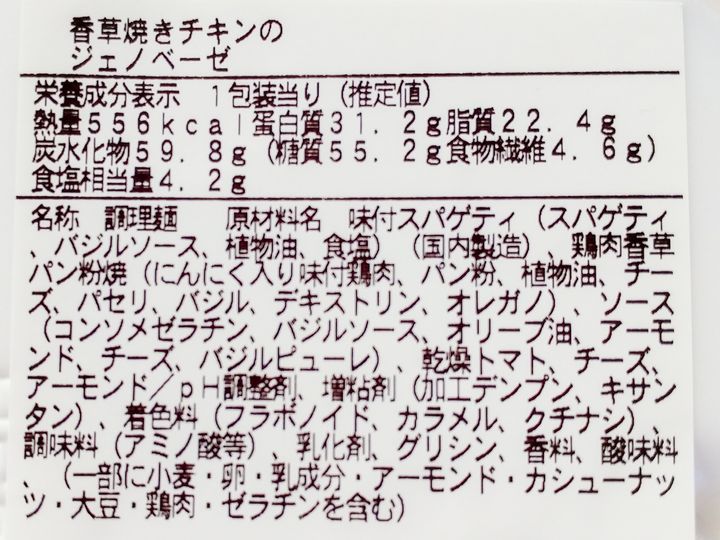 香草焼きチキンの
ジェノベーゼ
栄養成分表示　１包装当り（推定値）
熱量５５６ｋｃａｌ蛋白質３１．２ｇ脂質２２．４ｇ
炭水化物５９．８ｇ（糖質５５．２ｇ食物繊維４．６ｇ）
食塩相当量４．２ｇ
名称　調理麺　　原材料名　味付スパゲティ（スパゲティ
、バジルソース、植物油、食塩）（国内製造）、鶏肉香草
パン粉焼（にんにく入り味付鶏肉、パン粉、植物油、チー
ズ、パセリ、バジル、デキストリン、オレガノ）、ソース
（コンソメゼラチン、バジルソース、オリーブ油、アーモ
ンド、チーズ、バジルピューレ）、乾燥トマト、チーズ、
アーモンド／ｐＨ調整剤、増粘剤（加工デンプン、キサン
タン）、着色料（フラボノイド、カラメル、クチナシ）、
調味料（アミノ酸等）、乳化剤、グリシン、香料、酸味料
、（一部に小麦・卵・乳成分・アーモンド・カシューナッ
ツ・大豆・鶏肉・ゼラチンを含む）